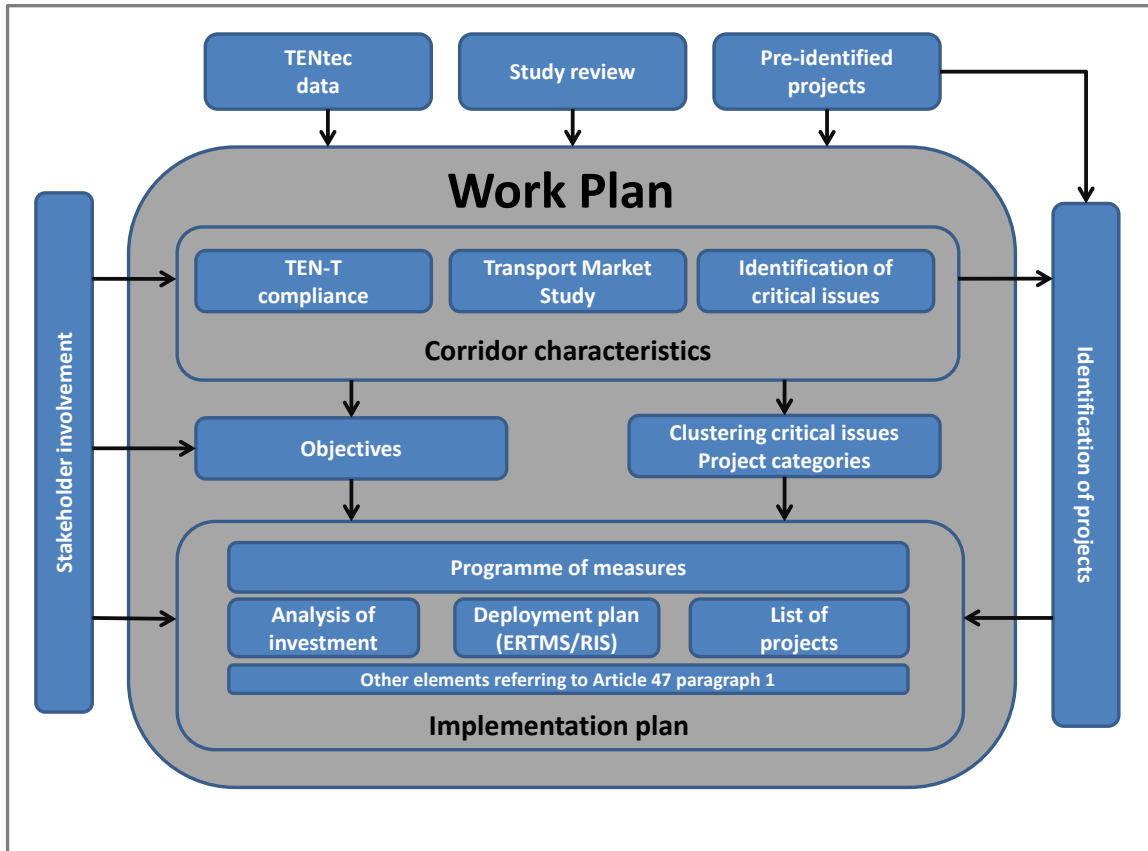 TENtec
data
Study review
Pre-identified
projects
Work Plan
TEN-T
compliance
Transport Market
Study
Identification of
critical issues
Corridor characteristics
Stakeholder involvement
Objectives
Clustering critical issues
Project categories
Identification of projects
Programme of measures
Analysis of
investment
Deployment plan
(ERTMS/RIS)
List of
projects
Other elements referring to Article 47 paragraph 1
Implementation plan